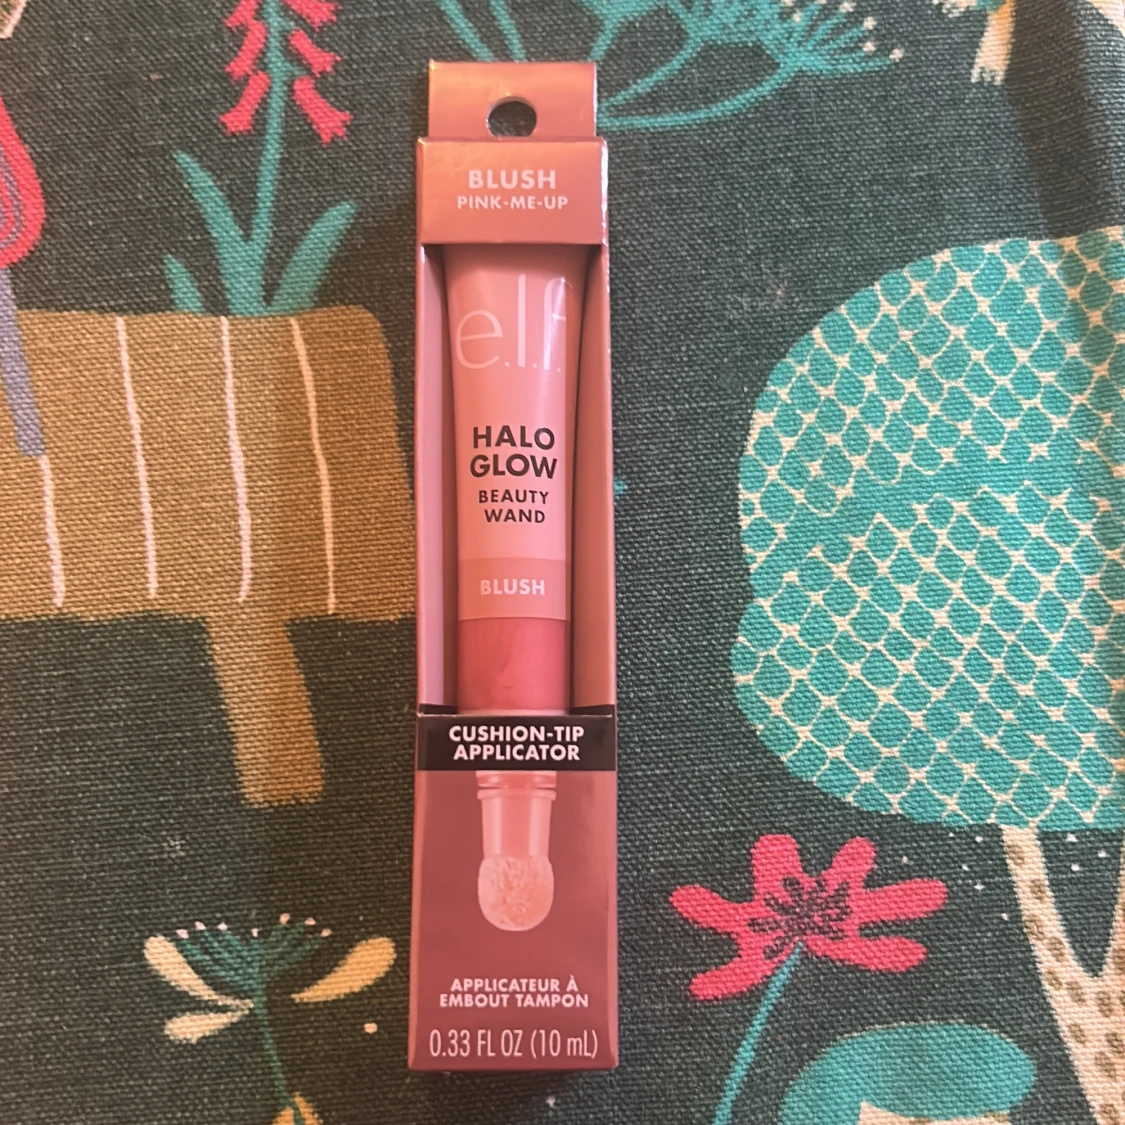 BLUSH
PINK-ME-UP
e.l.f.
HALO
GLOW
BEAUTY
WAND
BLUSH
CUSHION-TIP
APPLICATOR
APPLICATEUR À
EMBOUT TAMPON
0.33 FL OZ (10 mL)